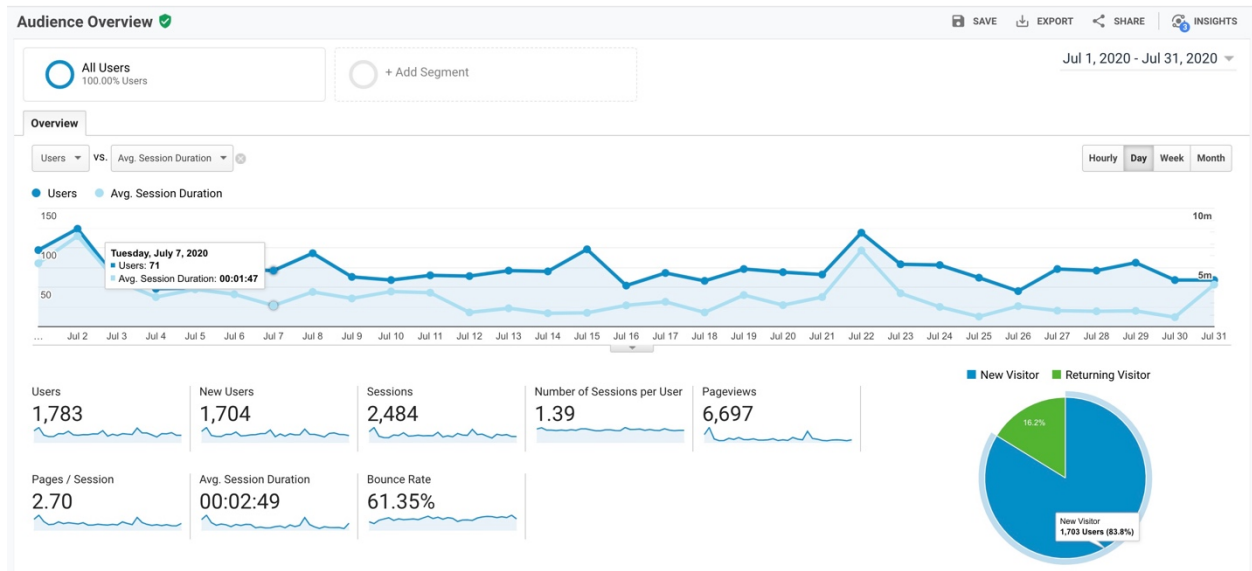 Audience Overview
SAVE EXPORT SHARE INSIGHTS
3
All Users
100.00% Users
+ Add Segment
Jul 1, 2020 - Jul 31, 2020
Overview
Users VS. Avg. Session Duration
Hourly Day Week Month
Users Avg. Session Duration
150 10m
100
50 5m
Tuesday, July 7, 2020
Users: 71
Avg. Session Duration: 00:01:47
... Jul 2 Jul 3 Jul 4 Jul 5 Jul 6 Jul 7 Jul 8 Jul 9 Jul 10 Jul 11 Jul 12 Jul 13 Jul 14 Jul 15 Jul 16 Jul 17 Jul 18 Jul 19 Jul 20 Jul 21 Jul 22 Jul 23 Jul 24 Jul 25 Jul 26 Jul 27 Jul 28 Jul 29 Jul 30 Jul 31
Users
1,783
New Users
1,704
Sessions
2,484
Number of Sessions per User
1.39
Pageviews
6,697
Pages / Session
2.70
Avg. Session Duration
00:02:49
Bounce Rate
61.35%
New Visitor Returning Visitor
16.2%
New Visitor
1,703 Users (83.8%)